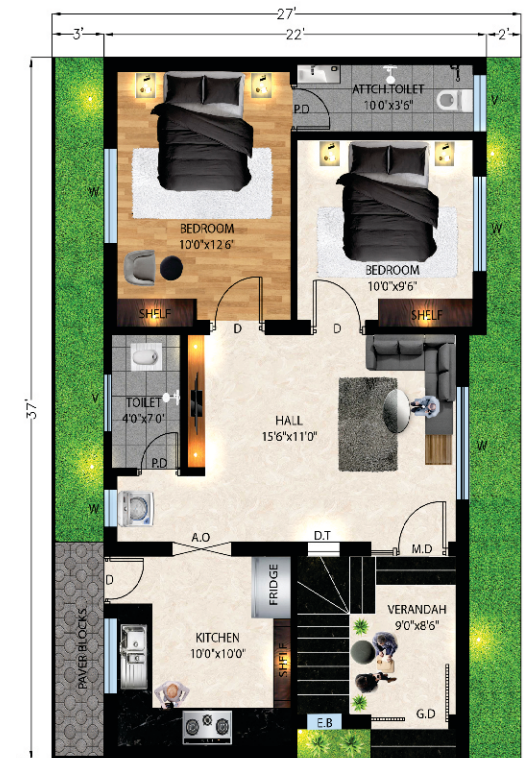 27'
3'
22'
2'
37'
ATTCH.TOILET
10'0"x3'6"
P.D
V
W
W
BEDROOM
10'0"x12'6"
BEDROOM
10'0"x9'6"
SHELF
SHELF
D
D
TOILET
4'0"x7'0"
V
P.D
HALL
15'6"x11'0"
W
W
A.O
D.T
M.D
D
FRIDGE
KITCHEN
10'0"x10'0"
SHELF
PAVER BLOCKS
VERANDAH
9'0"x8'6"
G.D
E.B